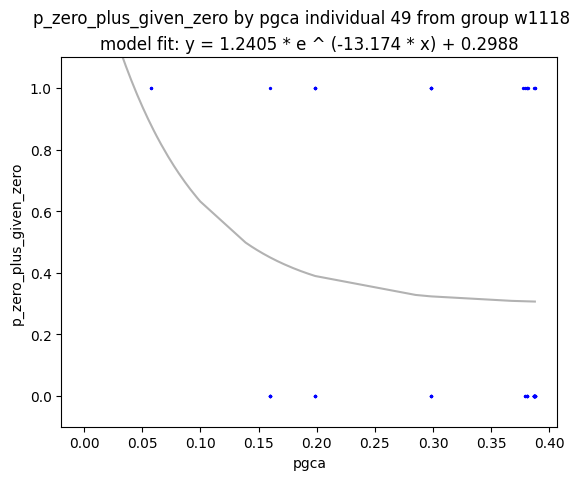 p_zero_plus_given_zero by pgca individual 49 from group w1118
model fit: y = 1.2405 * e ^ (-13.174 * x) + 0.2988
1.0
0.8
0.6
0.4
0.2
0.0
p_zero_plus_given_zero
0.00 0.05 0.10 0.15 0.20 0.25 0.30 0.35 0.40
pgca